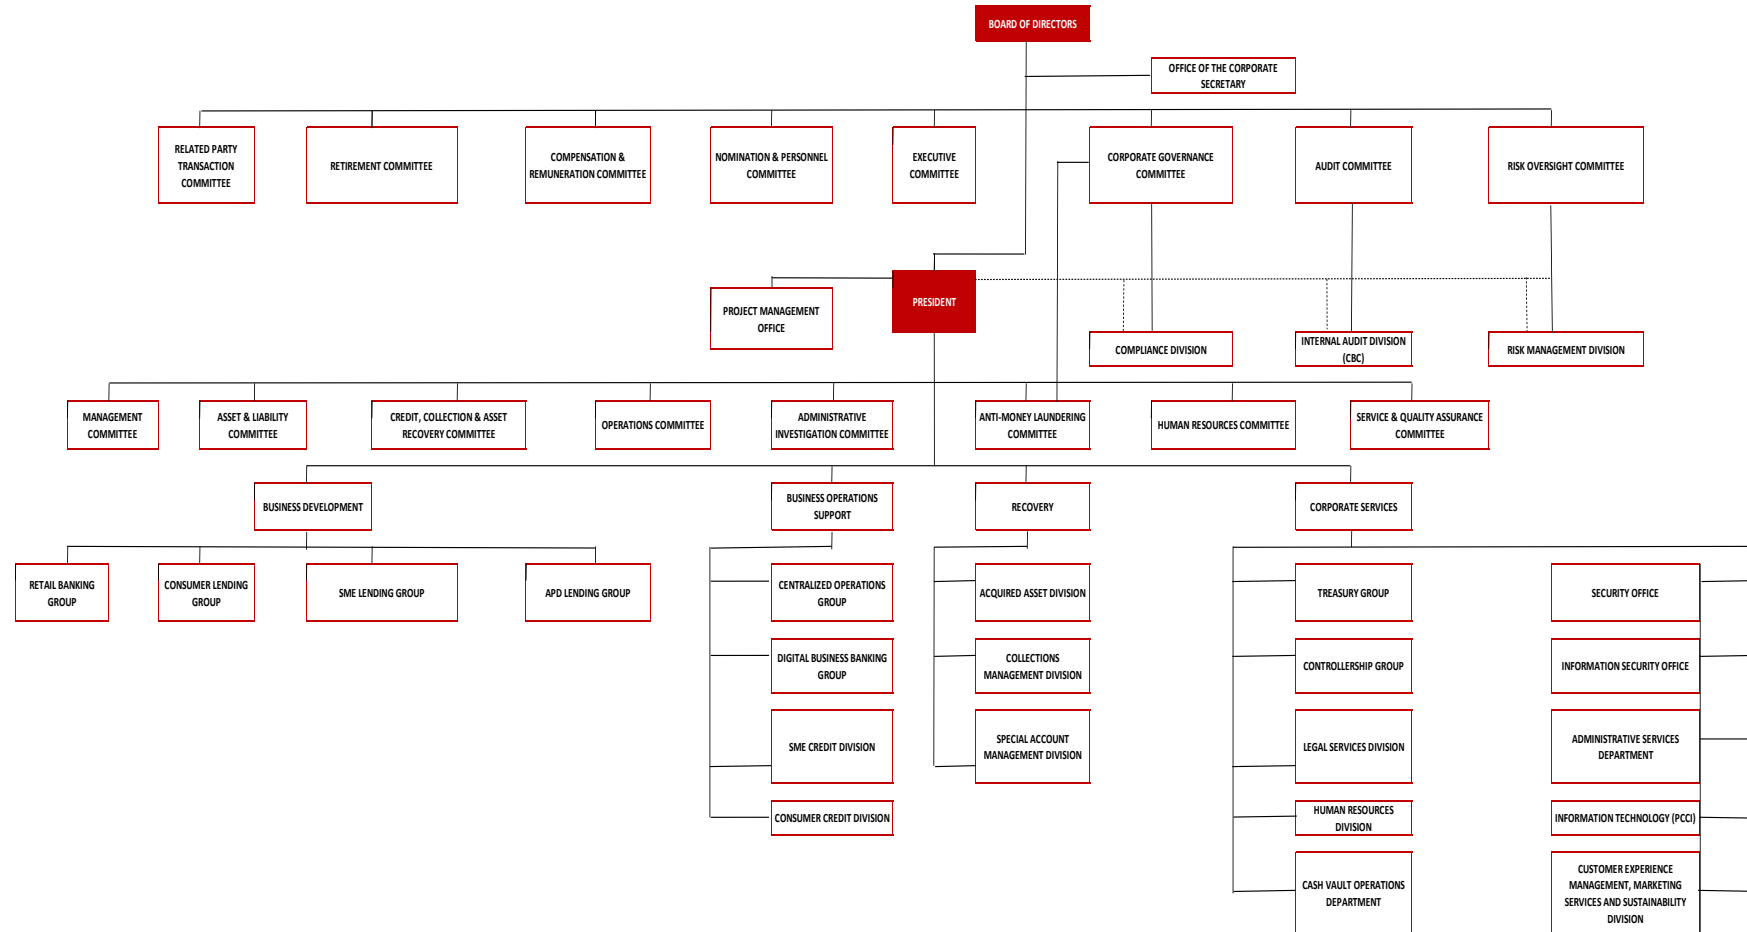 BOARD OF DIRECTORS
OFFICE OF THE CORPORATE
SECRETARY
RELATED PARTY
TRANSACTION
COMMITTEE
RETIREMENT COMMITTEE
COMPENSATION &
REMUNERATION COMMITTEE
NOMINATION & PERSONNEL
COMMITTEE
EXECUTIVE
COMMITTEE
CORPORATE GOVERNANCE
COMMITTEE
AUDIT COMMITTEE
RISK OVERSIGHT COMMITTEE
PRESIDENT
PROJECT MANAGEMENT
OFFICE
COMPLIANCE DIVISION
INTERNAL AUDIT DIVISION
(CBC)
RISK MANAGEMENT DIVISION
MANAGEMENT
COMMITTEE
ASSET & LIABILITY
COMMITTEE
CREDIT, COLLECTION & ASSET
RECOVERY COMMITTEE
OPERATIONS COMMITTEE
ADMINISTRATIVE
INVESTIGATION COMMITTEE
ANTI-MONEY LAUNDERING
COMMITTEE
HUMAN RESOURCES COMMITTEE
SERVICE & QUALITY ASSURANCE
COMMITTEE
BUSINESS DEVELOPMENT
BUSINESS OPERATIONS
SUPPORT
RECOVERY
CORPORATE SERVICES
RETAIL BANKING
GROUP
CONSUMER LENDING
GROUP
SME LENDING GROUP
APD LENDING GROUP
CENTRALIZED OPERATIONS
GROUP
ACQUIRED ASSET DIVISION
TREASURY GROUP
SECURITY OFFICE
DIGITAL BUSINESS BANKING
GROUP
COLLECTIONS
MANAGEMENT DIVISION
CONTROLLERSHIP GROUP
INFORMATION SECURITY OFFICE
SME CREDIT DIVISION
SPECIAL ACCOUNT
MANAGEMENT DIVISION
LEGAL SERVICES DIVISION
ADMINISTRATIVE SERVICES
DEPARTMENT
CONSUMER CREDIT DIVISION
HUMAN RESOURCES
DIVISION
INFORMATION TECHNOLOGY (PCCI)
CASH VAULT OPERATIONS
DEPARTMENT
CUSTOMER EXPERIENCE
MANAGEMENT, MARKETING
SERVICES AND SUSTAINABILITY
DIVISION